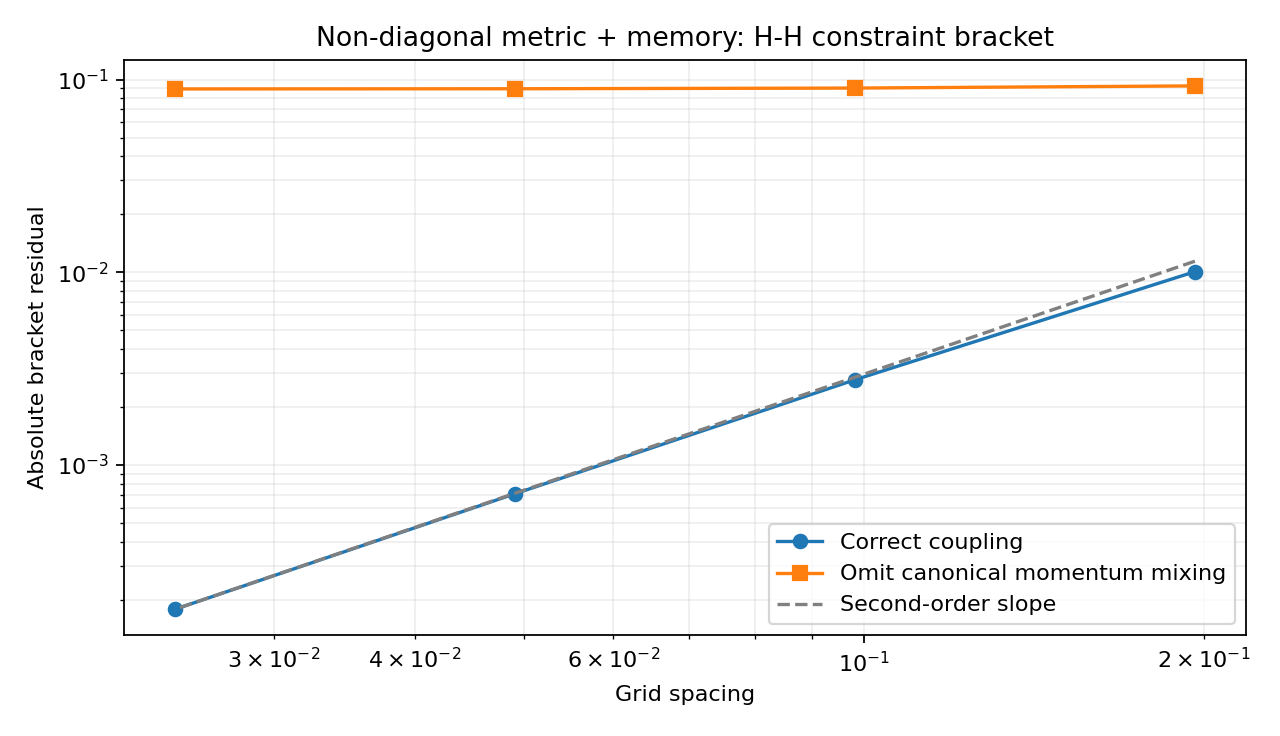 Non-diagonal metric + memory: H-H constraint bracket
Absolute bracket residual
10⁻¹
10⁻²
10⁻³
Correct coupling
Omit canonical momentum mixing
Second-order slope
3 × 10⁻² 4 × 10⁻² 6 × 10⁻² 10⁻¹ 2 × 10⁻¹
Grid spacing